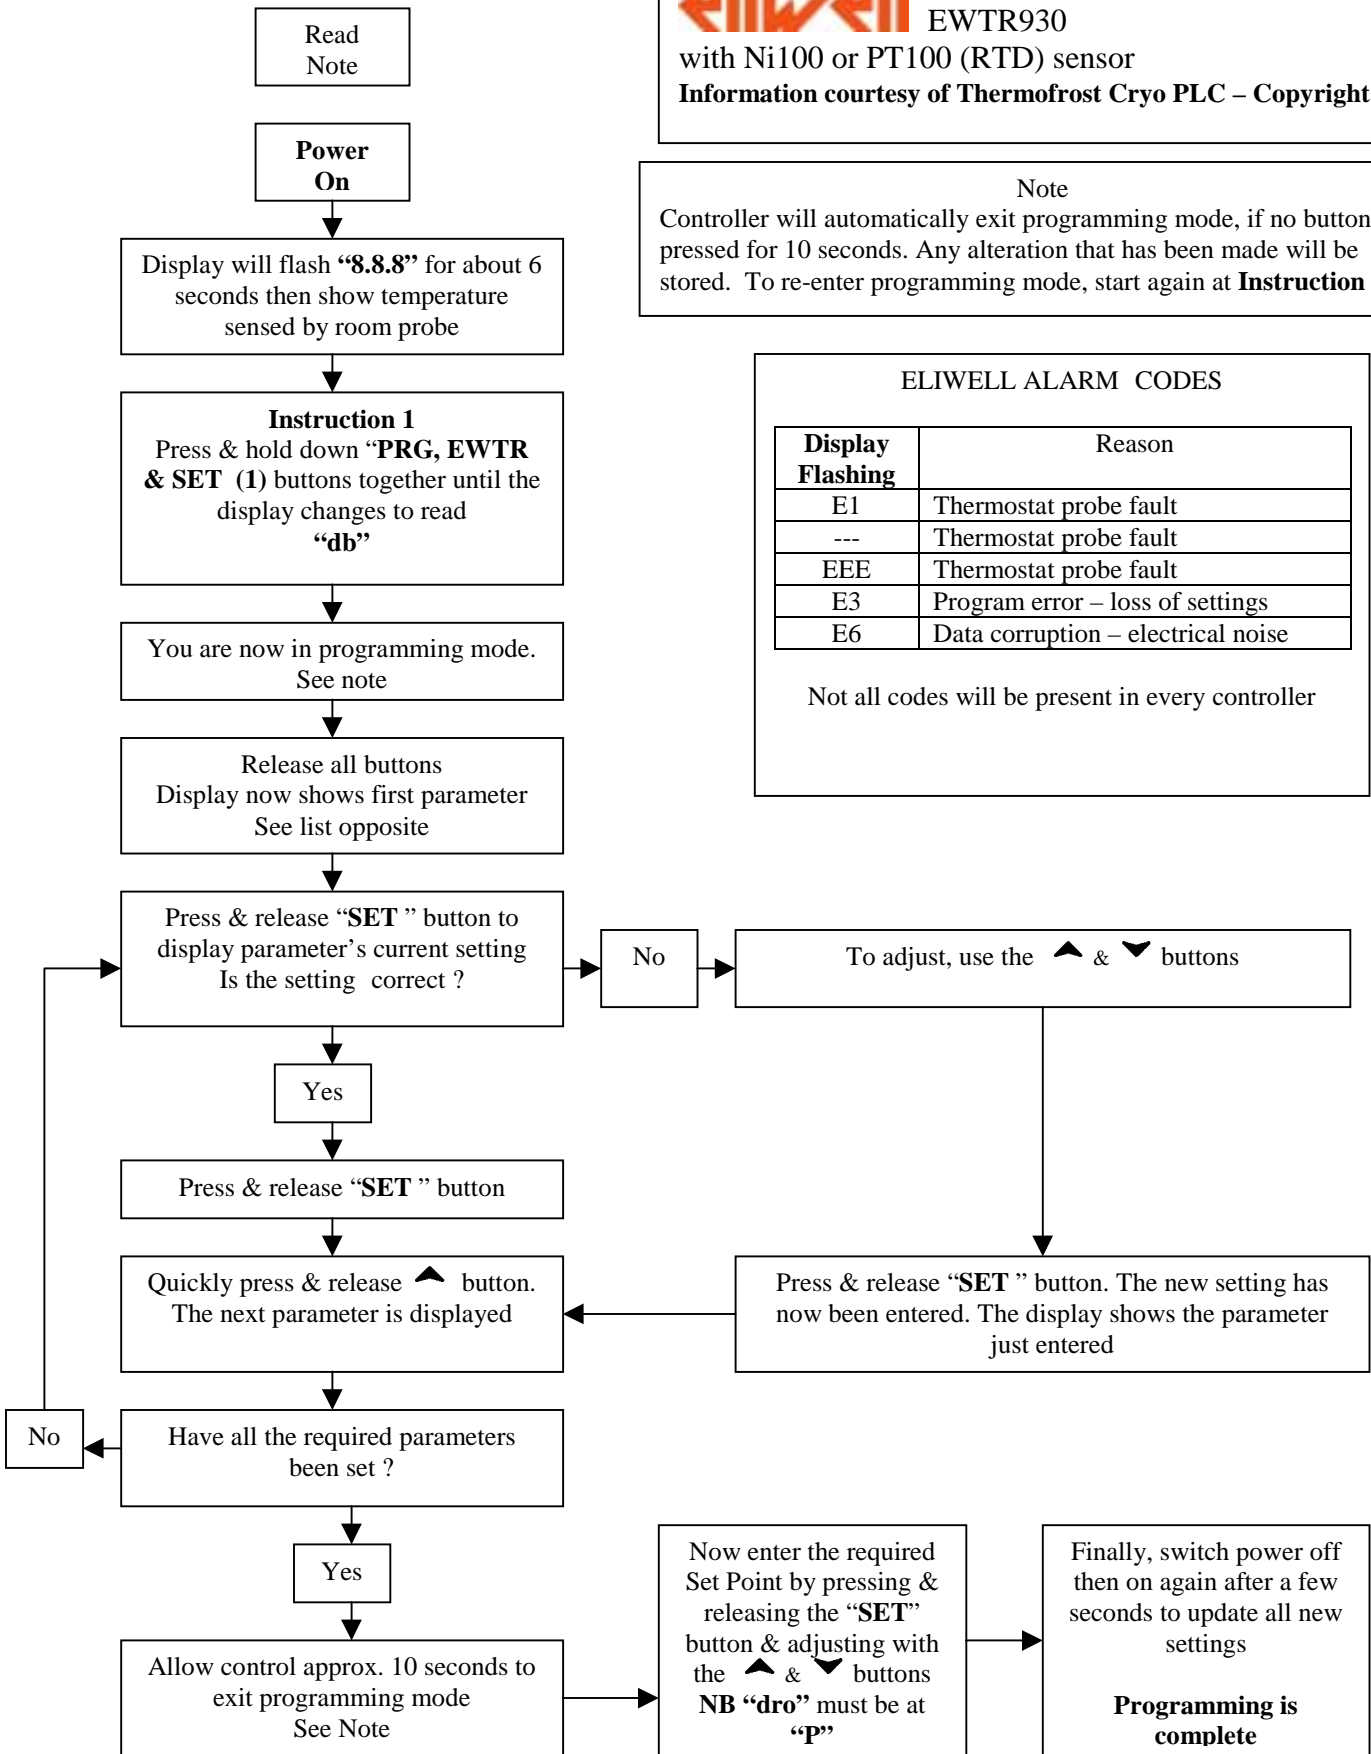 Read
Note
eliwell
EWTR930
with Ni100 or PT100 (RTD) sensor
Information courtesy of Thermofrost Cryo PLC – Copyright
Power
On
Note
Controller will automatically exit programming mode, if no button
pressed for 10 seconds. Any alteration that has been made will be
stored. To re-enter programming mode, start again at Instruction
Display will flash “8.8.8” for about 6
seconds then show temperature
sensed by room probe
Instruction 1
Press & hold down “PRG, EWTR
& SET (1) buttons together until the
display changes to read
“db”
ELIWELL ALARM CODES
Display Reason
Flashing
E1 Thermostat probe fault
--- Thermostat probe fault
EEE Thermostat probe fault
E3 Program error – loss of settings
E6 Data corruption – electrical noise
Not all codes will be present in every controller
You are now in programming mode.
See note
Release all buttons
Display now shows first parameter
See list opposite
Press & release “SET ” button to
display parameter’s current setting
Is the setting correct ?
No
To adjust, use the & buttons
Yes
Press & release “SET ” button
Quickly press & release button.
The next parameter is displayed
Press & release “SET ” button. The new setting has
now been entered. The display shows the parameter
just entered
No
Have all the required parameters
been set ?
Yes
Allow control approx. 10 seconds to
exit programming mode
See Note
Now enter the required
Set Point by pressing &
releasing the “SET”
button & adjusting with
the & buttons
NB “dro” must be at
“P”
Finally, switch power off
then on again after a few
seconds to update all new
settings
Programming is
complete